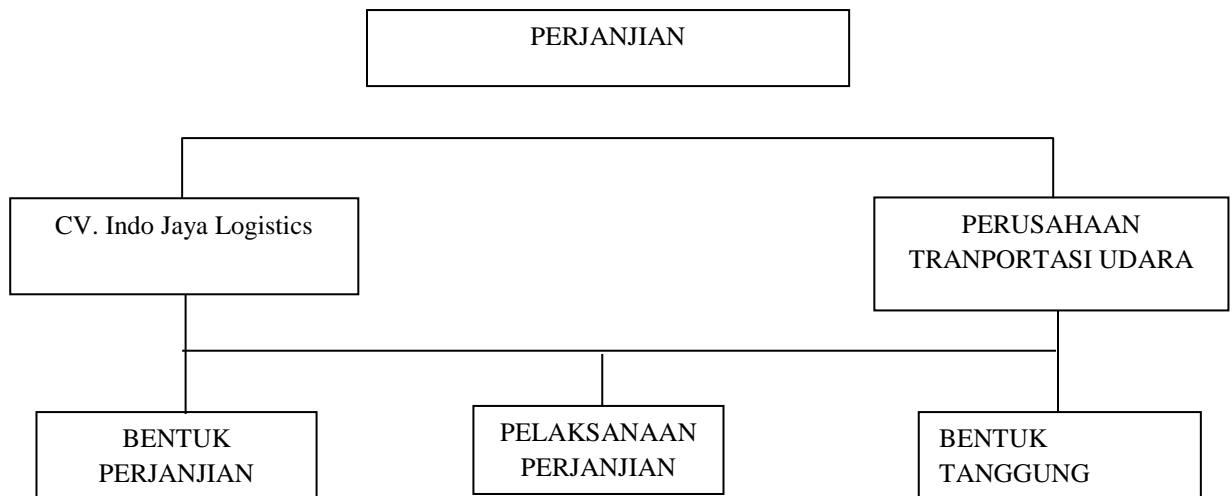 PERJANJIAN
CV. Indo Jaya Logistics
PERUSAHAAN
TRANPORTASI UDARA
BENTUK
PERJANJIAN
PELAKSANAAN
PERJANJIAN
BENTUK
TANGGUNG